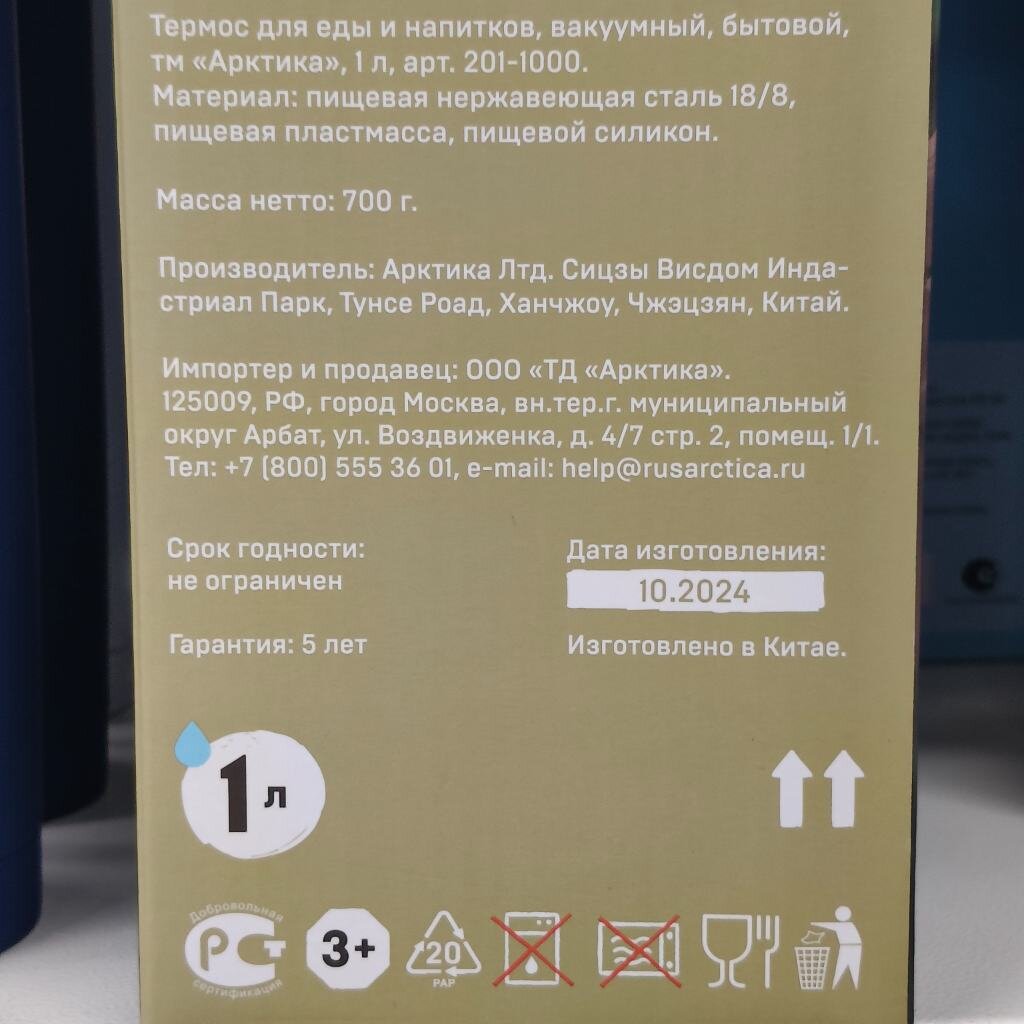 Термос для еды и напитков, вакуумный, бытовой,
тм «Арктика», 1 л, арт. 201-1000.
Материал: пищевая нержавеющая сталь 18/8,
пищевая пластмасса, пищевой силикон.
Масса нетто: 700 г.
Производитель: Арктика Лтд. Сицзы Висдом Инда-
стриал Парк, Тунсе Роад, Ханчжоу, Чжэцзян, Китай.
Импортер и продавец: ООО «ТД «Арктика».
125009, РФ, город Москва, вн.тер.г. муниципальный
округ Арбат, ул. Воздвиженка, д. 4/7 стр. 2, помещ. 1/1.
Тел: +7 (800) 555 36 01, e-mail: help@rusarctica.ru
Срок годности:
не ограничен
Дата изготовления:
10.2024
Гарантия: 5 лет
Изготовлено в Китае.
1 л
Добровольная
РСТ
сертификация
3+
20
PAP